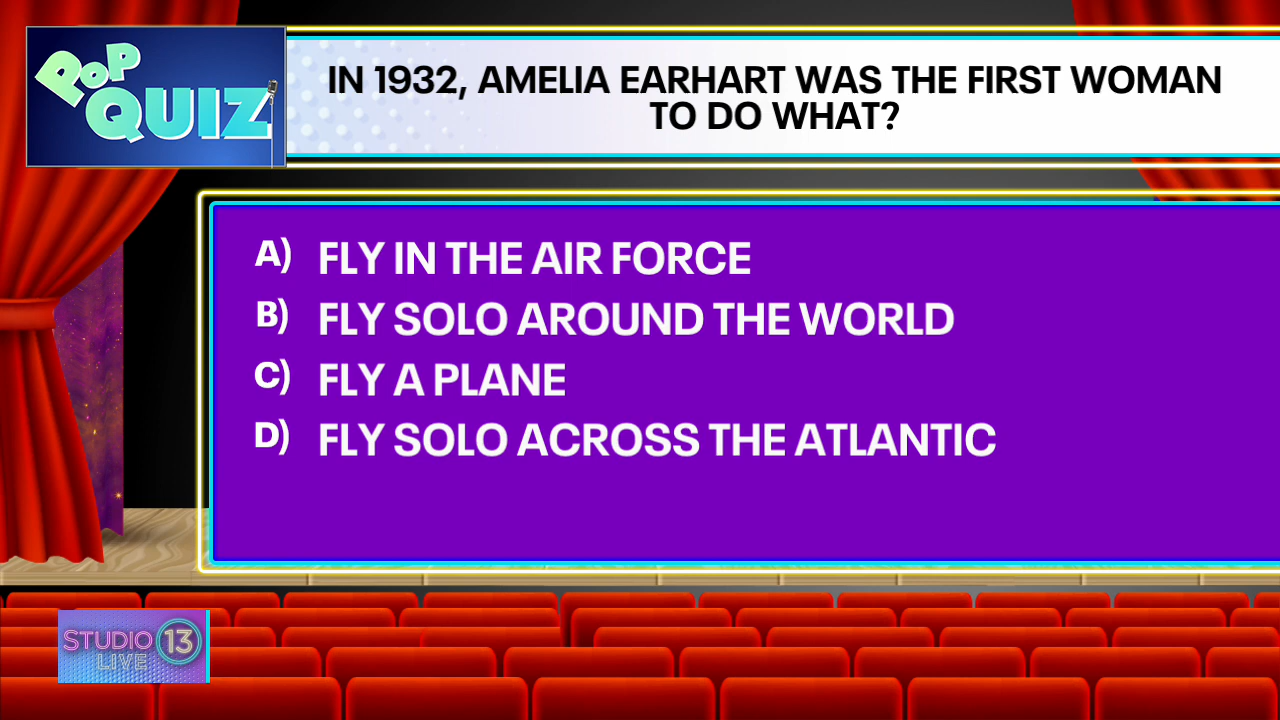 POP
QUIZ
IN 1932, AMELIA EARHART WAS THE FIRST WOMAN
TO DO WHAT?
A) FLY IN THE AIR FORCE
B) FLY SOLO AROUND THE WORLD
C) FLY A PLANE
D) FLY SOLO ACROSS THE ATLANTIC
STUDIO 13
LIVE